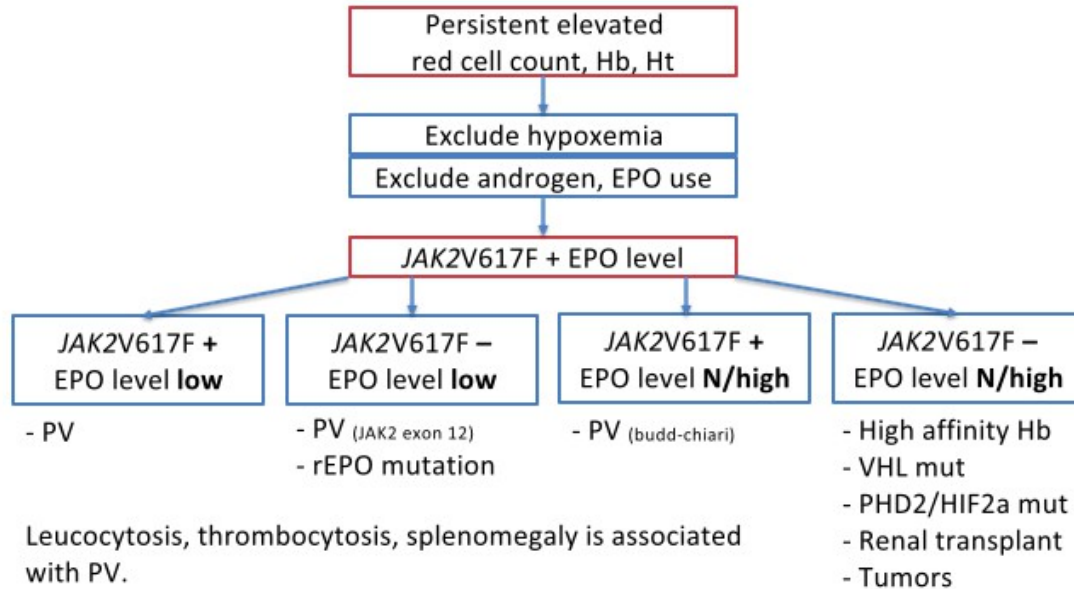 Persistent elevated
red cell count, Hb, Ht
Exclude hypoxemia
Exclude androgen, EPO use
JAK2V617F + EPO level
JAK2V617F +
EPO level low
- PV
JAK2V617F –
EPO level low
- PV (JAK2 exon 12)
- rEPO mutation
JAK2V617F +
EPO level N/high
- PV (budd-chiari)
JAK2V617F –
EPO level N/high
- High affinity Hb
- VHL mut
- PHD2/HIF2a mut
- Renal transplant
- Tumors
Leucocytosis, thrombocytosis, splenomegaly is associated
with PV.